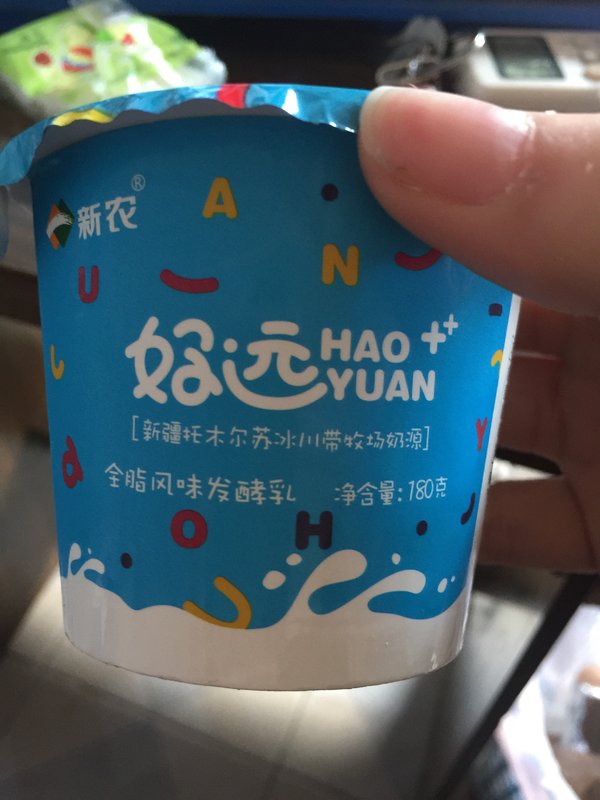 新农®
A
N
U
好远 HAO YUAN ++
[新疆托木尔苏冰川带牧场奶源]
Y
a
全脂风味发酵乳 净含量:180克
O H